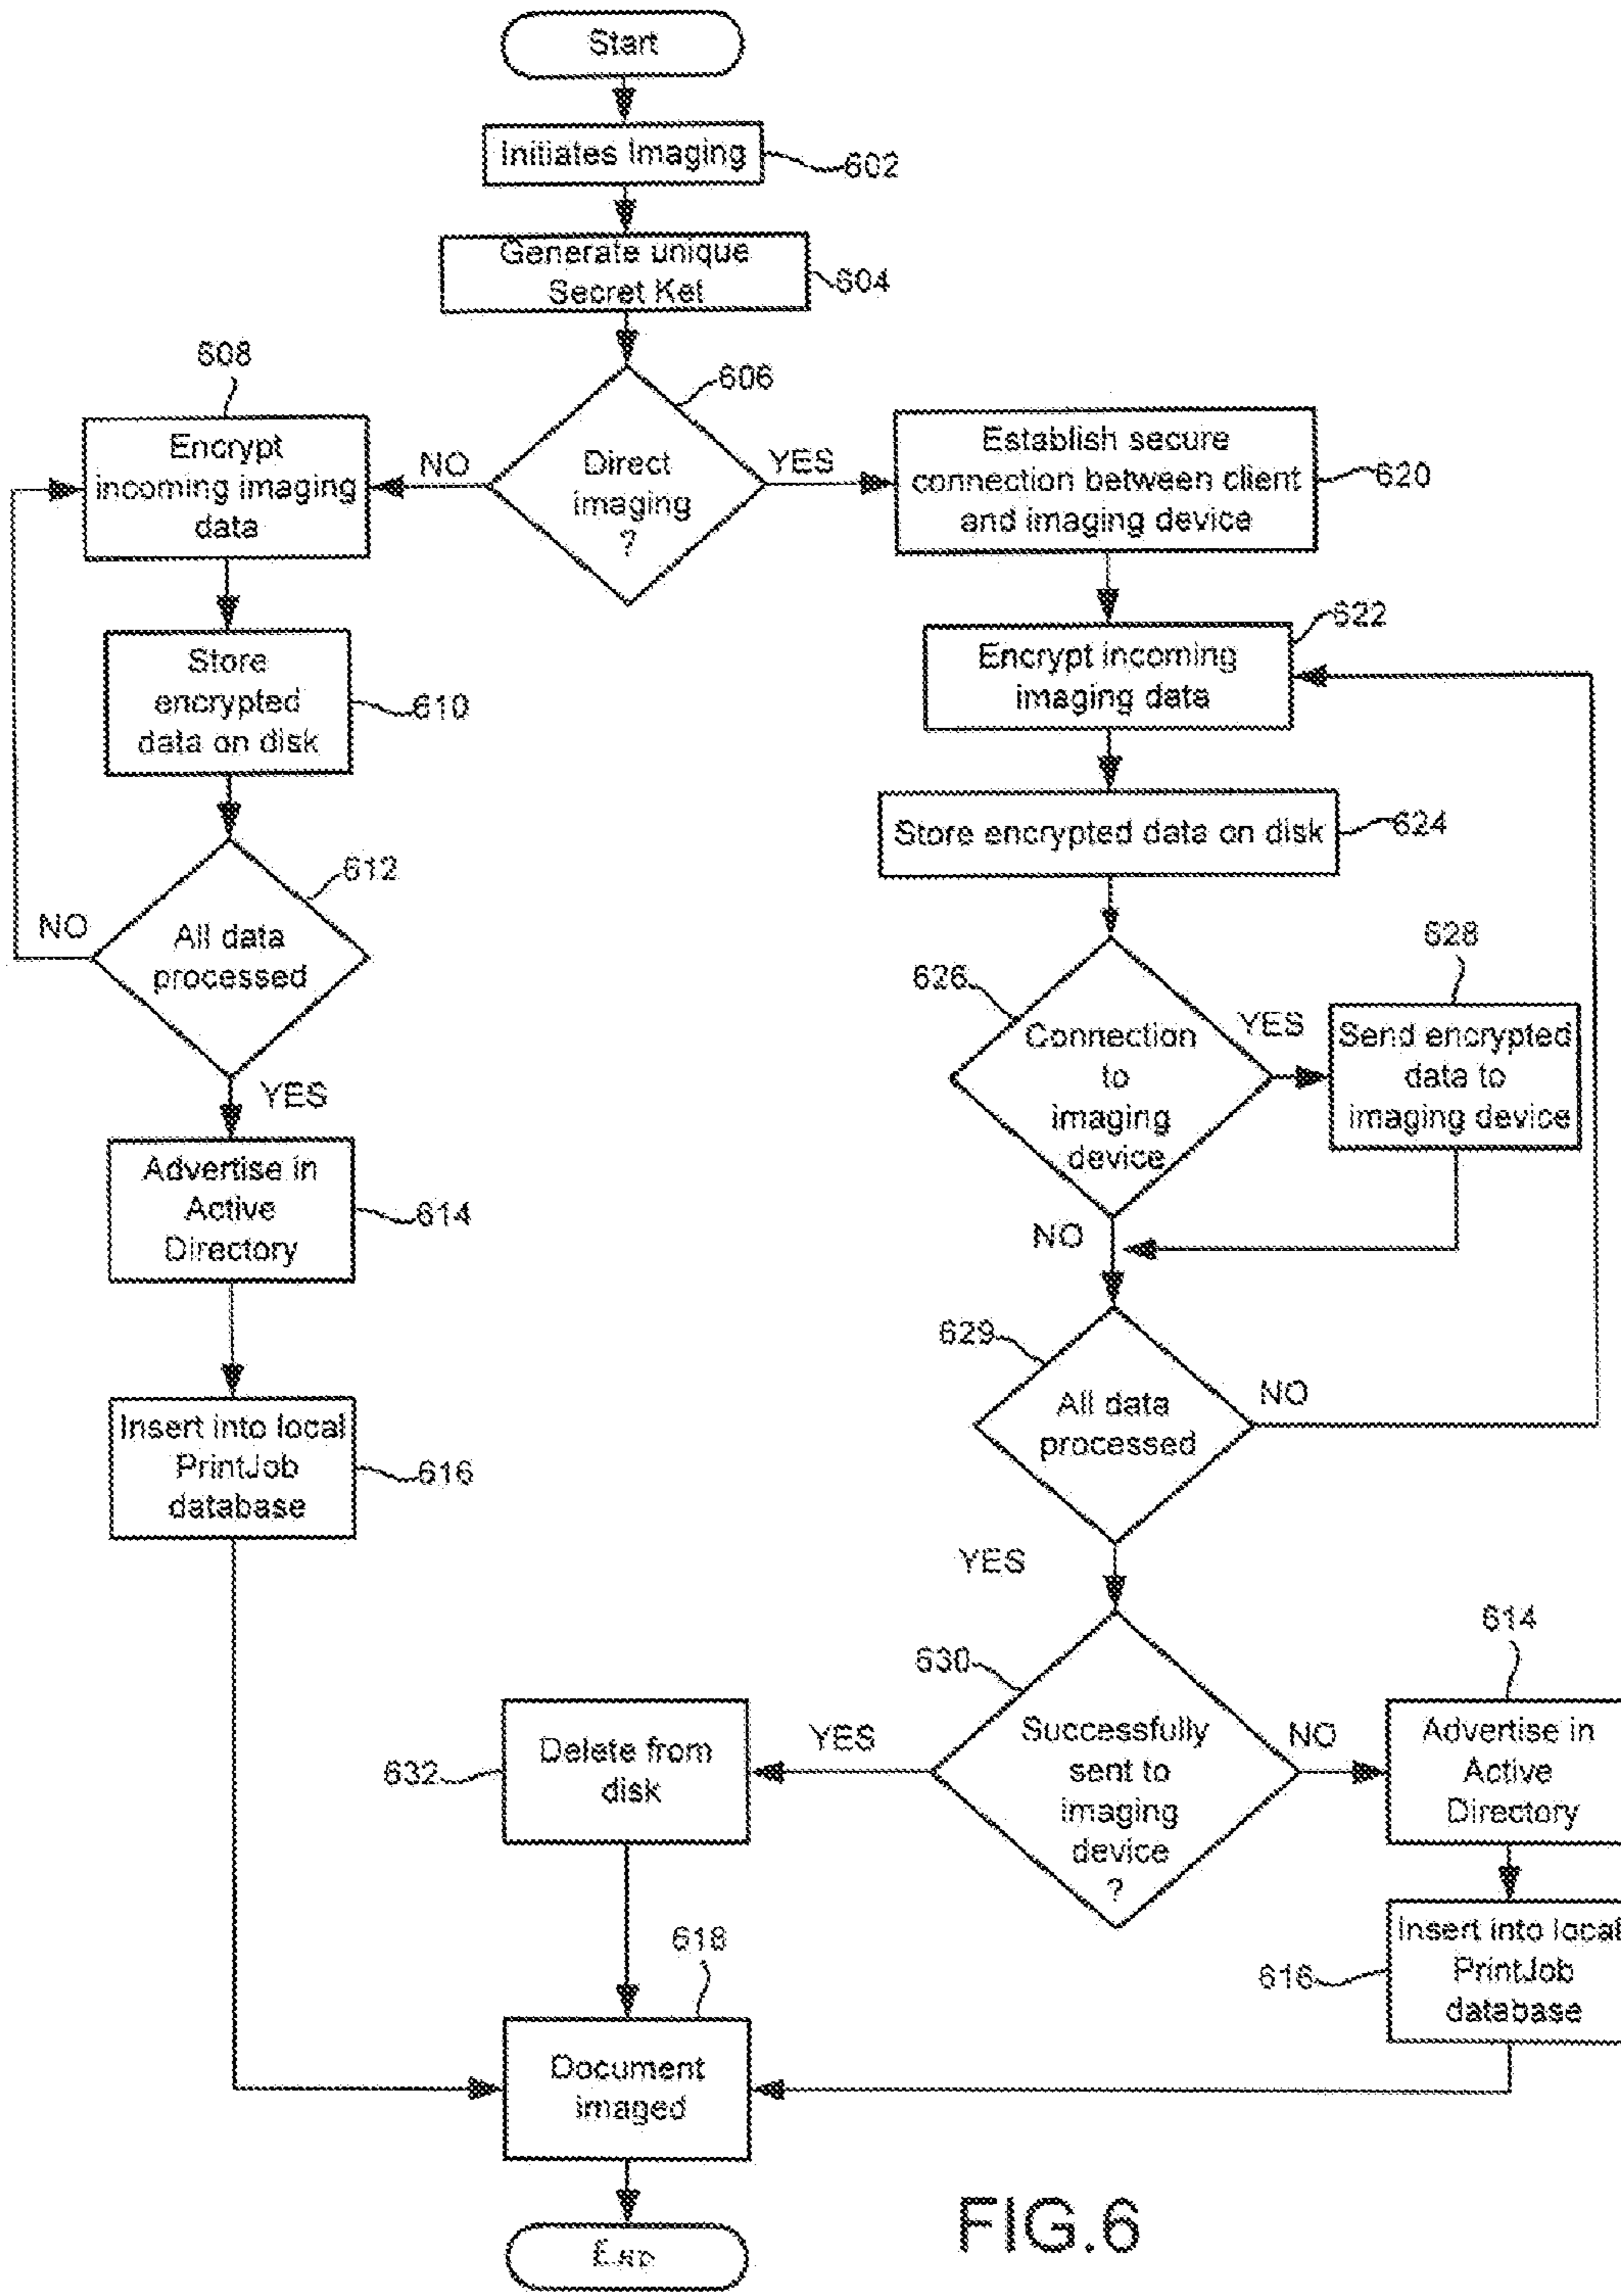 Start
Initiates Imaging
602
Generate unique
Secret Ket
604
606
Direct
imaging
?
NO
YES
608
Encrypt
incoming imaging
data
Store
encrypted
data on disk
610
612
All data
processed
NO
YES
Advertise in
Active
Directory
614
Insert into local
PrintJob
database
616
Establish secure
connection between client
and imaging device
620
622
Encrypt incoming
imaging data
Store encrypted data on disk
624
626
Connection
to
imaging
device
YES
NO
628
Send encrypted
data to
imaging device
629
All data
processed
NO
YES
630
Successfully
sent to
imaging
device
?
YES
NO
632
Delete from
disk
614
Advertise in
Active
Directory
616
Insert into local
PrintJob
database
618
Document
imaged
End
FIG.6